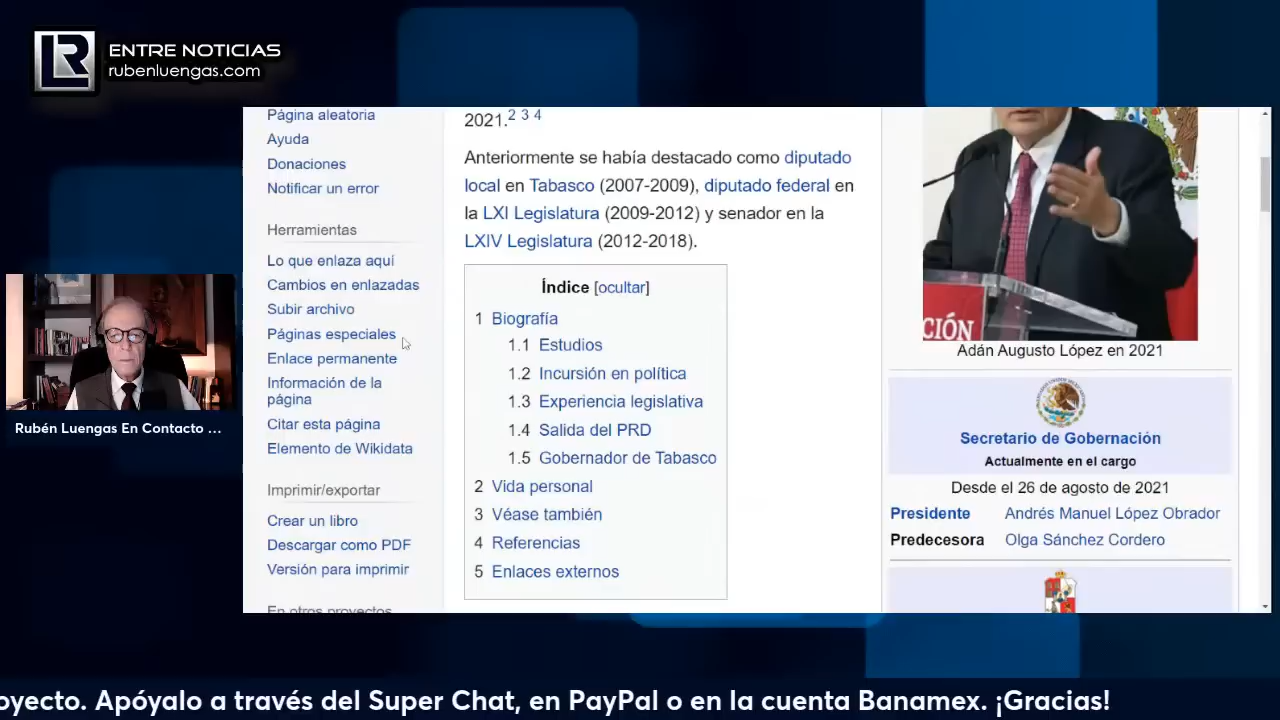 ENTRE NOTICIAS
rubenluengas.com
Página aleatoria
Ayuda
Donaciones
Notificar un error
Herramientas
Lo que enlaza aquí
Cambios en enlazadas
Subir archivo
Páginas especiales
Enlace permanente
Información de la
página
Citar esta página
Elemento de Wikidata
Imprimir/exportar
Crear un libro
Descargar como PDF
Versión para imprimir
En otros proyectos
2021.2 3 4
Anteriormente se había destacado como diputado
local en Tabasco (2007-2009), diputado federal en
la LXI Legislatura (2009-2012) y senador en la
LXIV Legislatura (2012-2018).
Índice [ocultar]
1 Biografía
1.1 Estudios
1.2 Incursión en política
1.3 Experiencia legislativa
1.4 Salida del PRD
1.5 Gobernador de Tabasco
2 Vida personal
3 Véase también
4 Referencias
5 Enlaces externos
CIÓN
Adán Augusto López en 2021
Secretario de Gobernación
Actualmente en el cargo
Desde el 26 de agosto de 2021
Presidente Andrés Manuel López Obrador
Predecesora Olga Sánchez Cordero
Rubén Luengas En Contacto ...
oyecto. Apóyalo a través del Super Chat, en PayPal o en la cuenta Banamex. ¡Gracias!